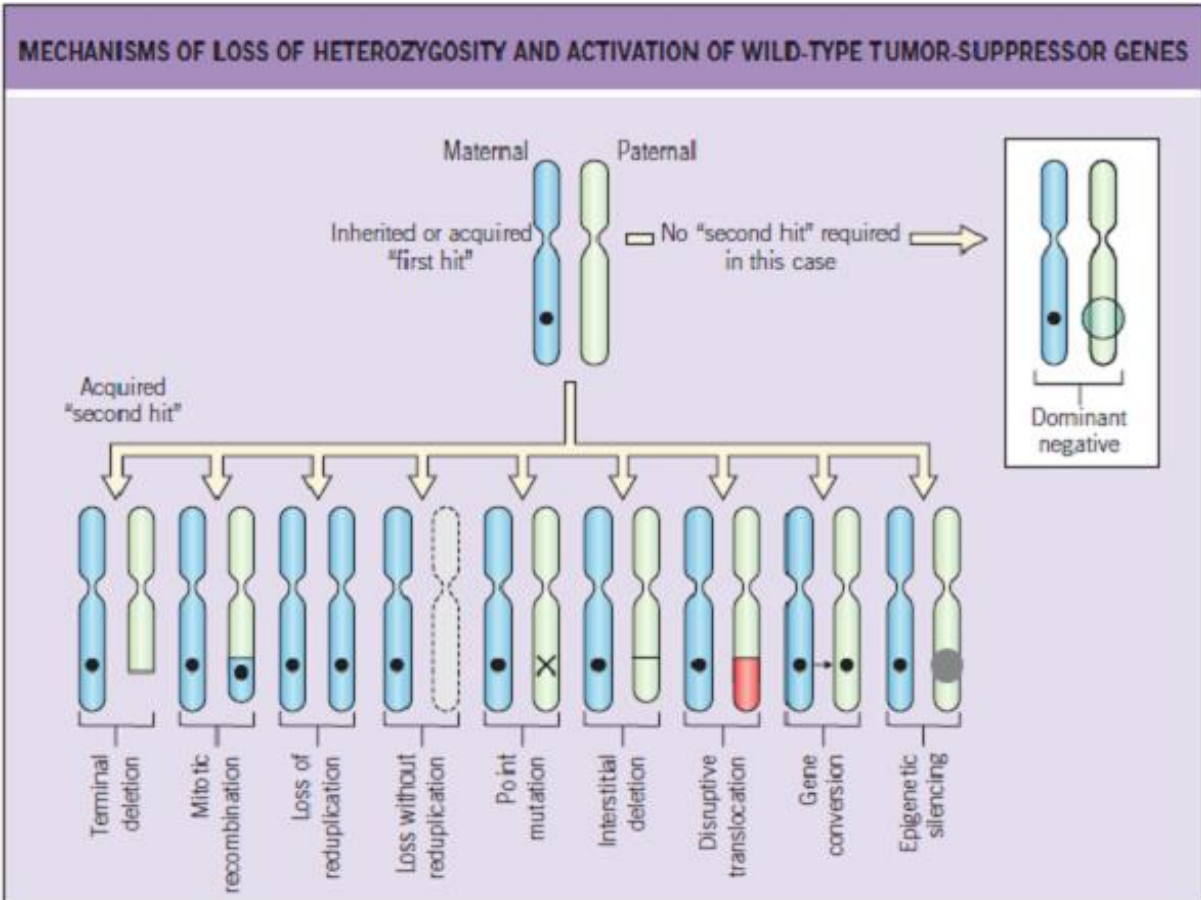 MECHANISMS OF LOSS OF HETEROZYGOSITY AND ACTIVATION OF WILD-TYPE TUMOR-SUPPRESSOR GENES
Maternal
Paternal
Inherited or acquired
"first hit"
No "second hit" required
in this case
Dominant
negative
Acquired
"second hit"
Terminal
deletion
Mitotic
recombination
Loss of
reduplication
Loss without
reduplication
Point
mutation
Interstitial
deletion
Disruptive
translocation
Gene
conversion
Epigenetic
silencing